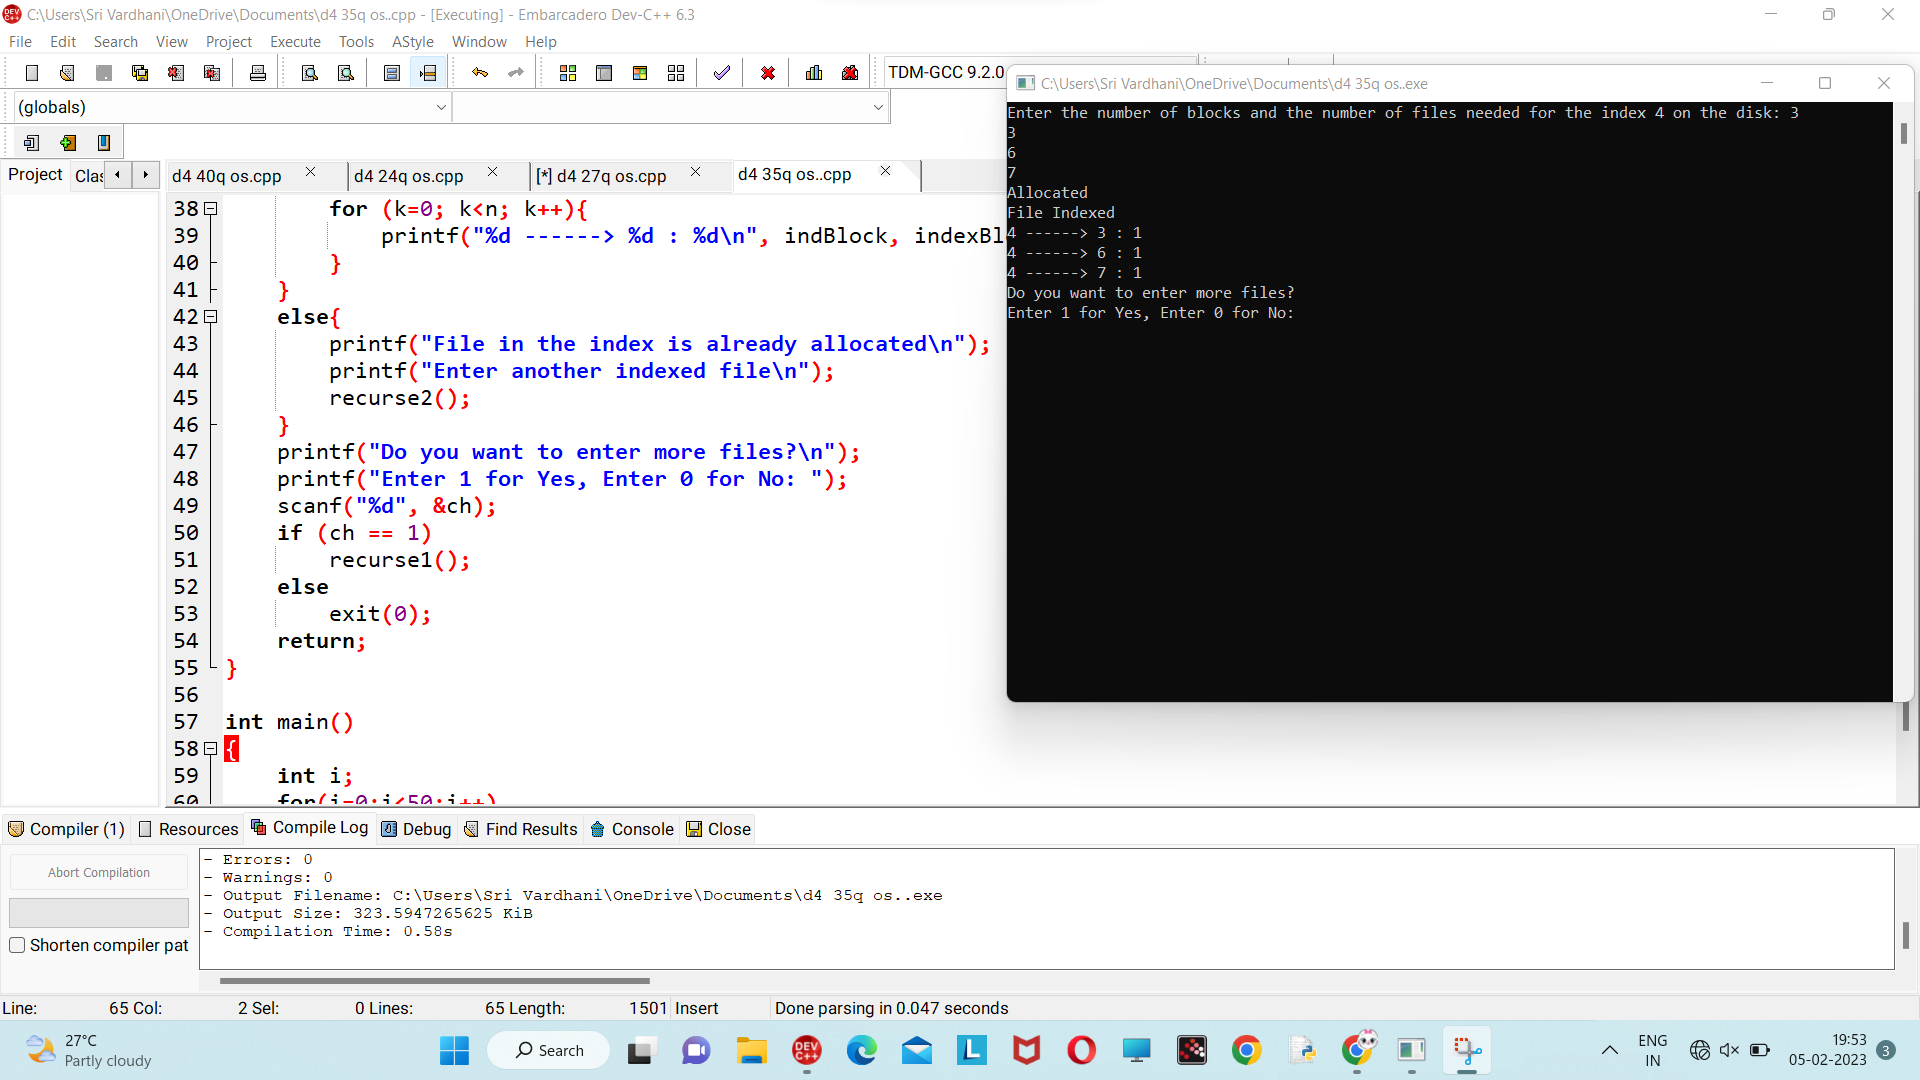 C:\Users\Sri Vardhani\OneDrive\Documents\d4 35q os..cpp - [Executing] - Embarcadero Dev-C++ 6.3
File Edit Search View Project Execute Tools AStyle Window Help
TDM-GCC 9.2.0
(globals)
Project Clas
d4 40q os.cpp
d4 24q os.cpp
[*] d4 27q os.cpp
d4 35q os..cpp
38 for (k=0; k<n; k++){
39 printf("%d ------> %d : %d\n", indBlock, indexBl
40 }
41 }
42 else{
43 printf("File in the index is already allocated\n");
44 printf("Enter another indexed file\n");
45 recurse2();
46 }
47 printf("Do you want to enter more files?\n");
48 printf("Enter 1 for Yes, Enter 0 for No: ");
49 scanf("%d", &ch);
50 if (ch == 1)
51 recurse1();
52 else
53 exit(0);
54 return;
55 }
56
57 int main()
58 {
59 int i;
60 for(i=0;i<50;i++)
C:\Users\Sri Vardhani\OneDrive\Documents\d4 35q os..exe
Enter the number of blocks and the number of files needed for the index 4 on the disk: 3
3
6
7
Allocated
File Indexed
4 ------> 3 : 1
4 ------> 6 : 1
4 ------> 7 : 1
Do you want to enter more files?
Enter 1 for Yes, Enter 0 for No:
Compiler (1) Resources Compile Log Debug Find Results Console Close
Abort Compilation
Shorten compiler pat
- Errors: 0
- Warnings: 0
- Output Filename: C:\Users\Sri Vardhani\OneDrive\Documents\d4 35q os..exe
- Output Size: 323.5947265625 KiB
- Compilation Time: 0.58s
Line: 65 Col: 2 Sel: 0 Lines: 65 Length: 1501 Insert Done parsing in 0.047 seconds
27°C
Partly cloudy
Search
DEV C++
L
ENG
IN
19:53
05-02-2023
3